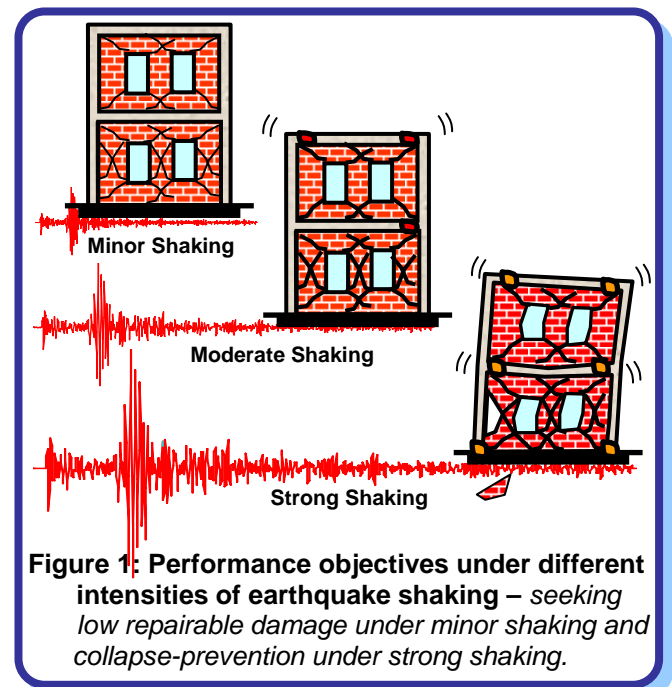 Minor Shaking
Moderate Shaking
Strong Shaking
Figure 1: Performance objectives under different
intensities of earthquake shaking – seeking
low repairable damage under minor shaking and
collapse-prevention under strong shaking.